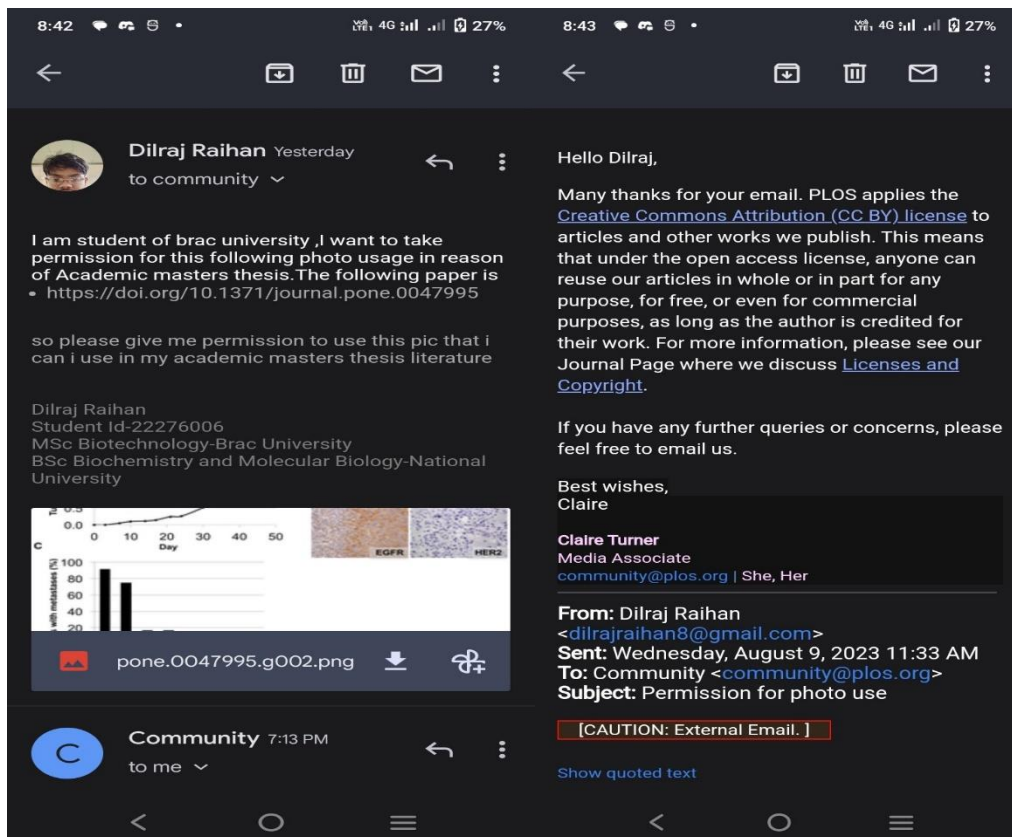 8:42
4G
27%
Dilraj Raihan Yesterday
to community
I am student of brac university ,I want to take
permission for this following photo usage in reason
of Academic masters thesis.The following paper is
• https://doi.org/10.1371/journal.pone.0047995
so please give me permission to use this pic that i
can i use in my academic masters thesis literature
Dilraj Raihan
Student Id-22276006
MSc Biotechnology-Brac University
BSc Biochemistry and Molecular Biology-National
University
0.5
0.0
0 10 20 30 40 50
Day
EGFR HER2
C
100
80
60
40
20
with metastases (%)
pone.0047995.g002.png
C
Community 7:13 PM
to me
8:43
4G
27%
Hello Dilraj,
Many thanks for your email. PLOS applies the
Creative Commons Attribution (CC BY) license to
articles and other works we publish. This means
that under the open access license, anyone can
reuse our articles in whole or in part for any
purpose, for free, or even for commercial
purposes, as long as the author is credited for
their work. For more information, please see our
Journal Page where we discuss Licenses and
Copyright.
If you have any further queries or concerns, please
feel free to email us.
Best wishes,
Claire
Claire Turner
Media Associate
community@plos.org | She, Her
From: Dilraj Raihan
<dilrajraihan8@gmail.com>
Sent: Wednesday, August 9, 2023 11:33 AM
To: Community <community@plos.org>
Subject: Permission for photo use
[CAUTION: External Email. ]
Show quoted text